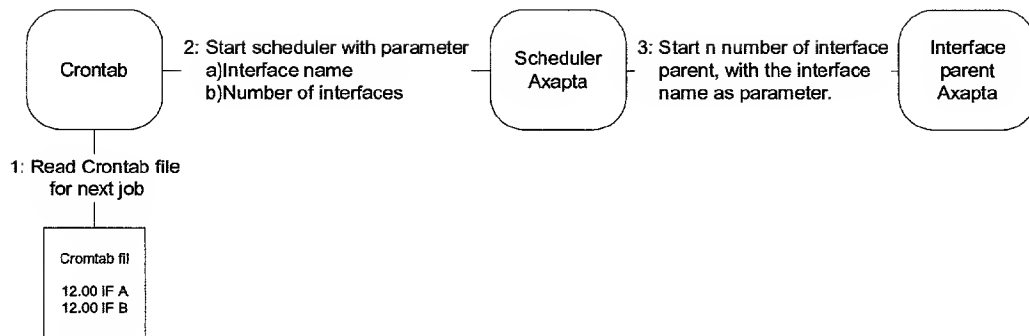 Crontab
2: Start scheduler with parameter
a)Interface name
b)Number of interfaces
Scheduler
Axapta
3: Start n number of interface
parent, with the interface
name as parameter.
Interface
parent
Axapta
1: Read Crontab file
for next job
Cromtab fil
12.00 IF A
12.00 IF B